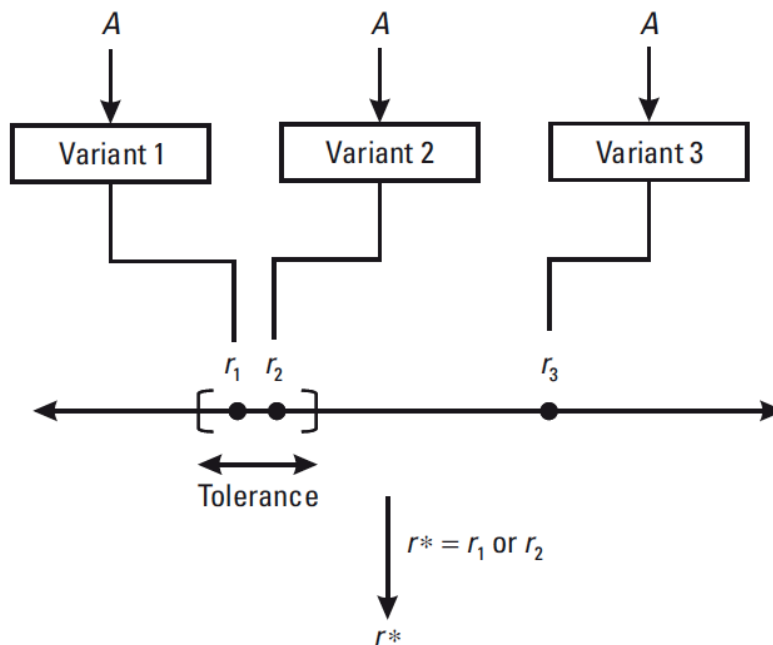 A A A
Variant 1 Variant 2 Variant 3
r₁ r₂ r₃
Tolerance
r* = r₁ or r₂
r*